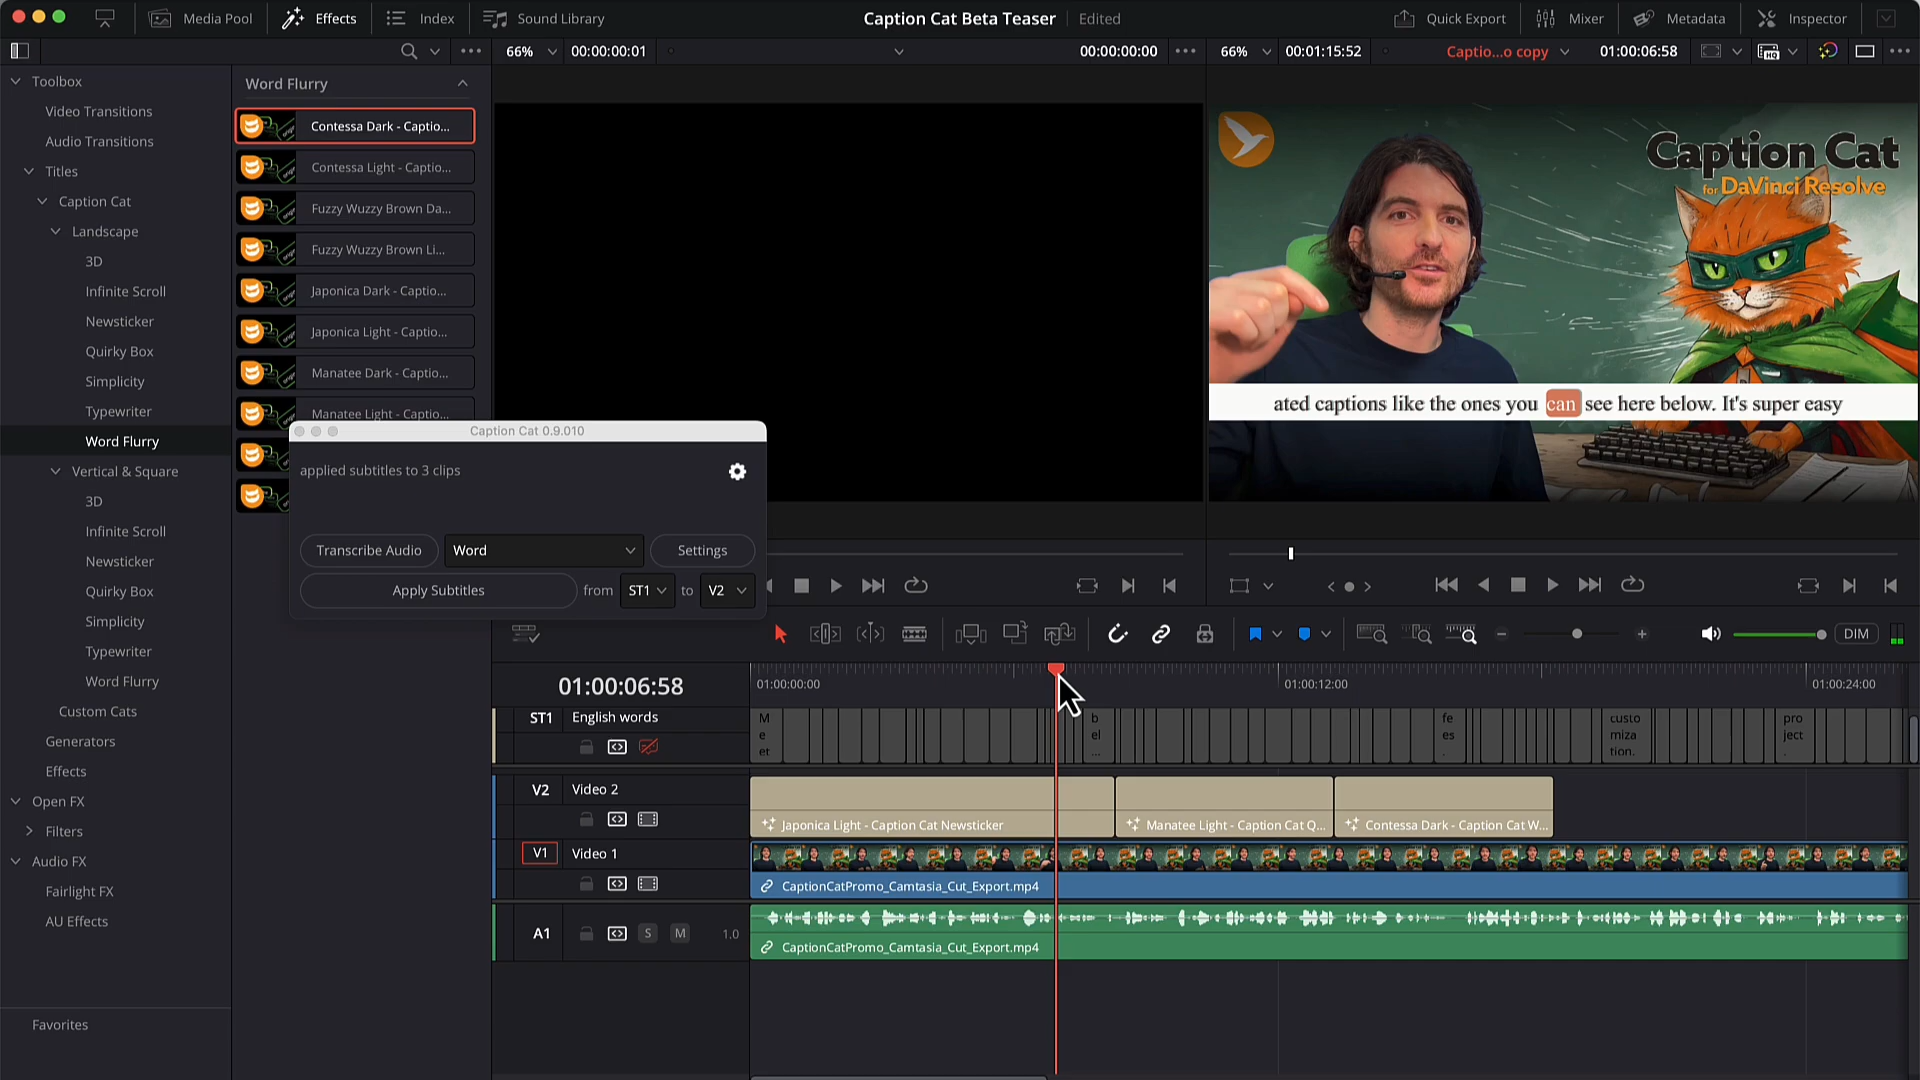 Media Pool
Effects
Index
Sound Library
Caption Cat Beta Teaser
Edited
Quick Export
Mixer
Metadata
Inspector
66%
00:00:00:01
00:00:00:00
66%
00:01:15:52
Captio...o copy
01:00:06:58
Toolbox
Video Transitions
Audio Transitions
Titles
Caption Cat
Landscape
3D
Infinite Scroll
Newsticker
Quirky Box
Simplicity
Typewriter
Word Flurry
Vertical & Square
3D
Infinite Scroll
Newsticker
Quirky Box
Simplicity
Typewriter
Word Flurry
Custom Cats
Generators
Effects
Open FX
Filters
Audio FX
Fairlight FX
AU Effects
Favorites
Word Flurry
Contessa Dark - Captio...
Contessa Light - Captio...
Fuzzy Wuzzy Brown Da...
Fuzzy Wuzzy Brown Li...
Japonica Dark - Captio...
Japonica Light - Captio...
Manatee Dark - Captio...
Manatee Light - Captio...
Caption Cat 0.9.010
applied subtitles to 3 clips
Transcribe Audio
Word
Settings
Apply Subtitles
from
ST1
to
V2
Caption Cat
for DaVinci Resolve
ated captions like the ones you can see here below. It's super easy
DIM
01:00:06:58
01:00:00:00
01:00:12:00
01:00:24:00
ST1
English words
M
e
et
b
el
...
fe
es
.
custo
miza
tion.
pro
ject
.
V2
Video 2
Japonica Light - Caption Cat Newsticker
Manatee Light - Caption Cat Q...
Contessa Dark - Caption Cat W...
V1
Video 1
CaptionCatPromo_Camtasia_Cut_Export.mp4
A1
S
M
1.0
CaptionCatPromo_Camtasia_Cut_Export.mp4